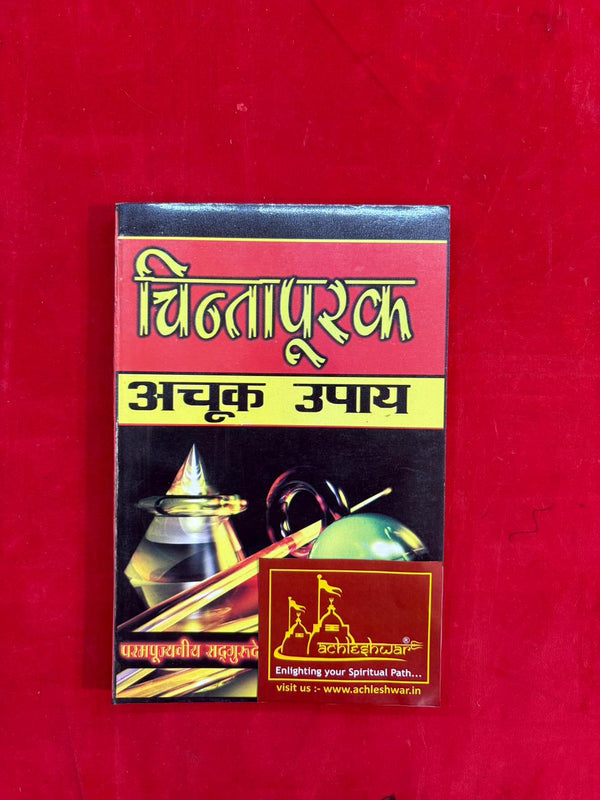 चिन्तापूरक
अचूक उपाय
परमपूज्यनीय सद्गुरुदे
achleshwar®
Enlighting your Spiritual Path...
visit us :- www.achleshwar.in